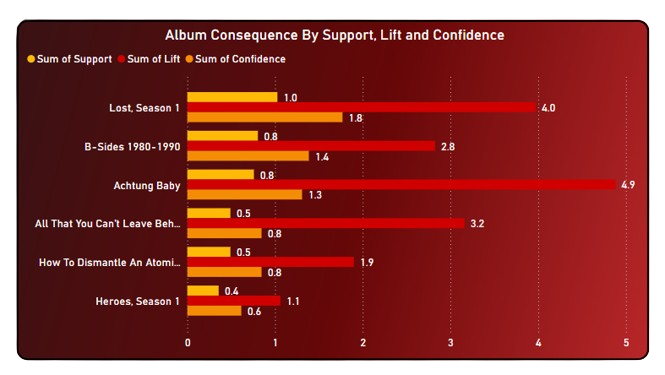 Album Consequence By Support, Lift and Confidence
Sum of Support Sum of Lift Sum of Confidence
Lost, Season 1 1.0 4.0 1.8
B-Sides 1980-1990 0.8 2.8 1.4
Achtung Baby 0.8 4.9 1.3
All That You Can't Leave Beh... 0.5 3.2 0.8
How To Dismantle An Atomi... 0.5 1.9 0.8
Heroes, Season 1 0.4 1.1 0.6
0 1 2 3 4 5